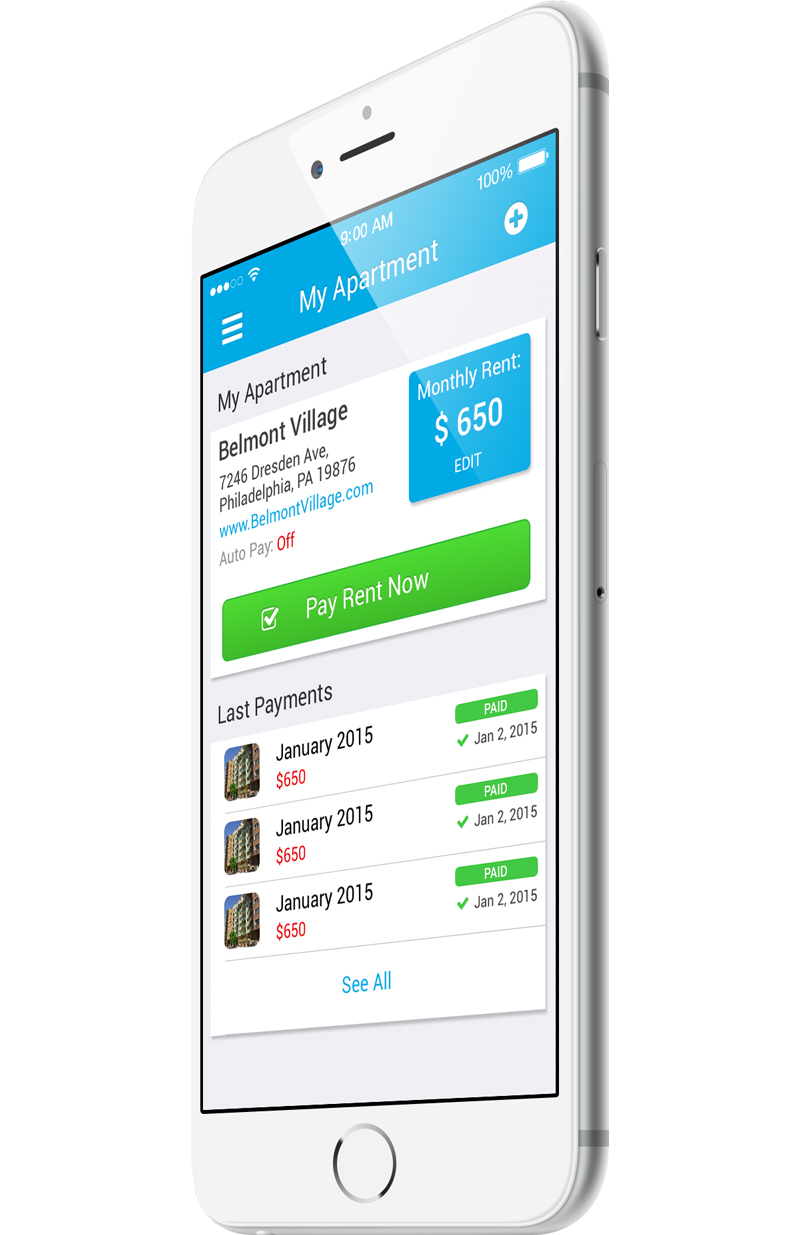 100%
9:00 AM
My Apartment
My Apartment
Belmont Village
7246 Dresden Ave,
Philadelphia, PA 19876
www.BelmontVillage.com
Auto Pay: Off
Monthly Rent:
$ 650
EDIT
Pay Rent Now
Last Payments
January 2015
$650
PAID
Jan 2, 2015
January 2015
$650
PAID
Jan 2, 2015
January 2015
$650
PAID
Jan 2, 2015
See All